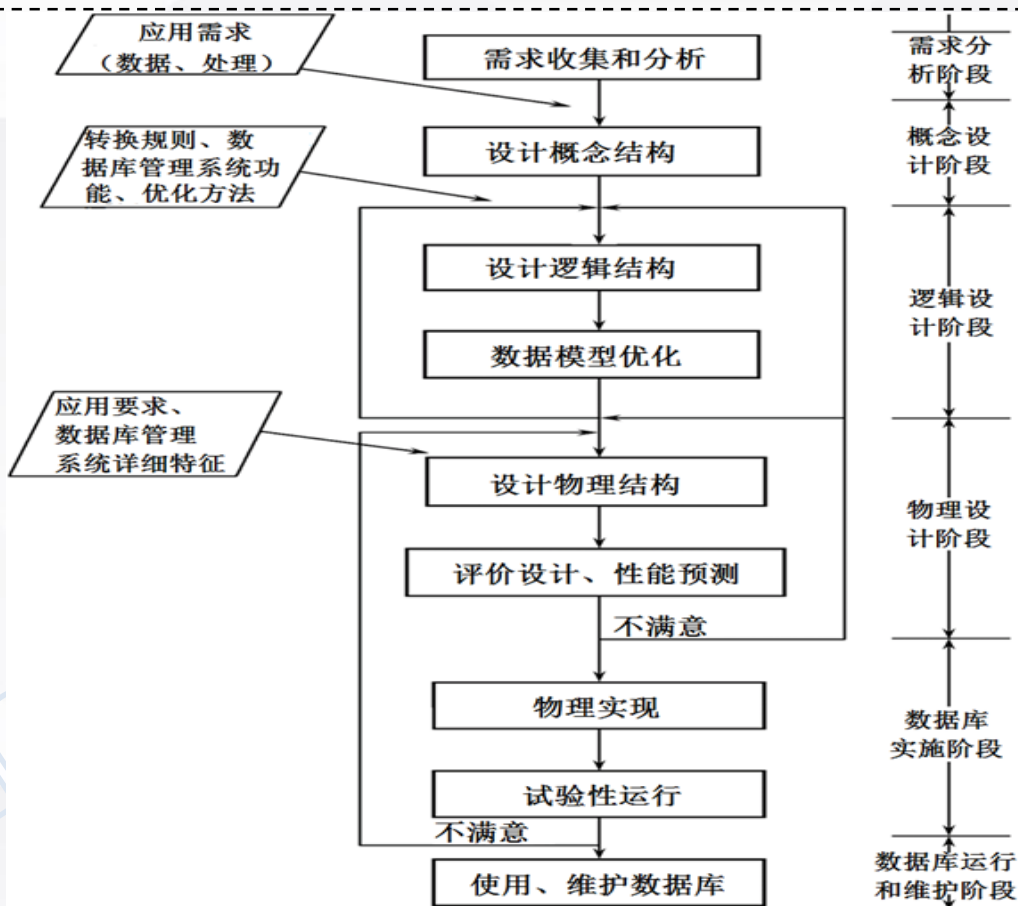 应用需求
（数据、处理）
需求收集和分析
需求分
析阶段
转换规则、数
据库管理系统功
能、优化方法
设计概念结构
概念设
计阶段
设计逻辑结构
数据模型优化
逻辑设
计阶段
应用要求、
数据库管理
系统详细特征
设计物理结构
评价设计、性能预测
不满意
物理设
计阶段
物理实现
试验性运行
不满意
数据库
实施阶段
使用、维护数据库
数据库运行
和维护阶段